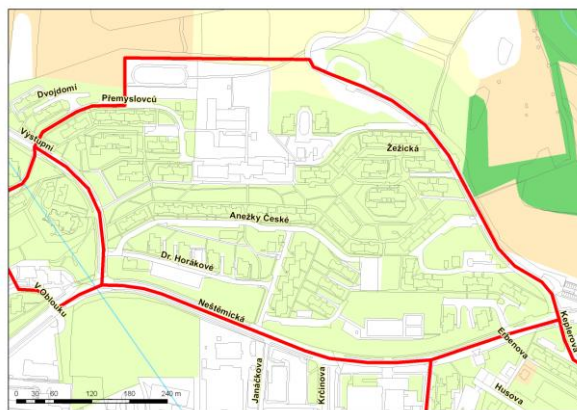 Dvojdomí
Přemyslovců
Výstupní
Žežická
Anežky České
Dr. Horákové
V Oblouku
Neštěmická
Keplerova
Erbenova
Janáčkova
Krčínova
Husova
0 30 60 120 180 240 m